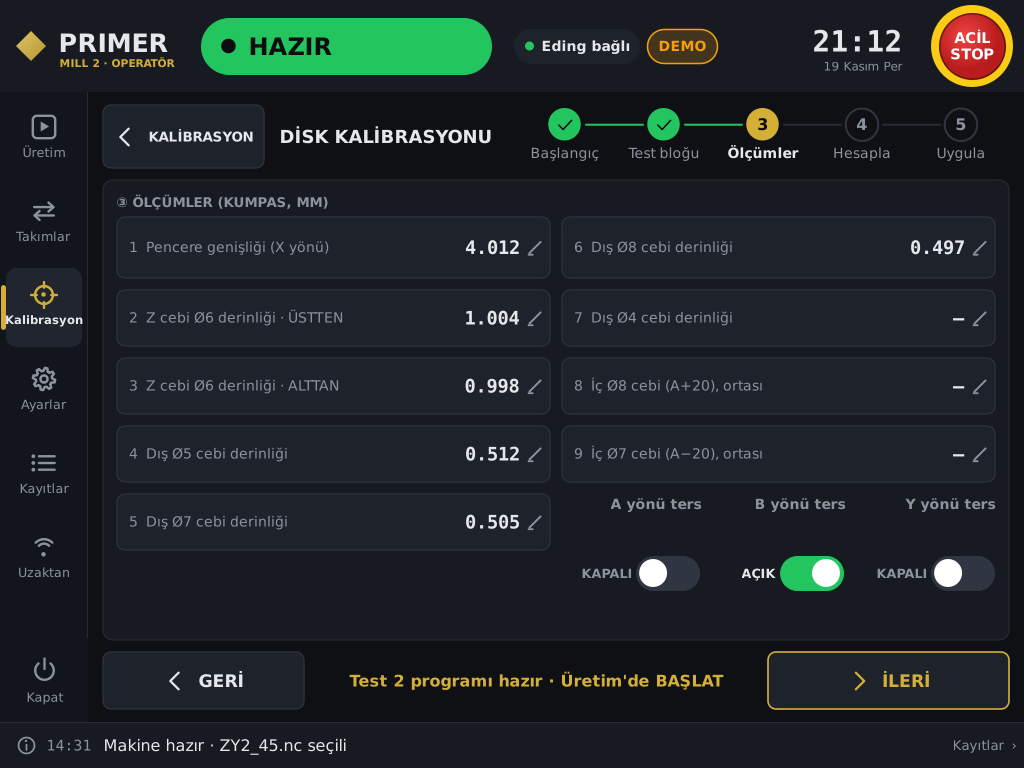 PRIMER
MILL 2 · OPERATÖR
HAZIR
Eding bağlı
DEMO
21:12
19 Kasım Per
ACİL
STOP
Üretim
Takımlar
Kalibrasyon
Ayarlar
Kayıtlar
Uzaktan
Kapat
KALİBRASYON
DİSK KALİBRASYONU
Başlangıç
Test bloğu
3
Ölçümler
4
Hesapla
5
Uygula
③ ÖLÇÜMLER (KUMPAS, MM)
1 Pencere genişliği (X yönü) 4.012
2 Z cebi Ø6 derinliği · ÜSTTEN 1.004
3 Z cebi Ø6 derinliği · ALTTAN 0.998
4 Dış Ø5 cebi derinliği 0.512
5 Dış Ø7 cebi derinliği 0.505
6 Dış Ø8 cebi derinliği 0.497
7 Dış Ø4 cebi derinliği –
8 İç Ø8 cebi (A+20), ortası –
9 İç Ø7 cebi (A−20), ortası –
A yönü ters B yönü ters Y yönü ters
KAPALI AÇIK KAPALI
GERİ
Test 2 programı hazır · Üretim'de BAŞLAT
İLERİ
14:31 Makine hazır · ZY2_45.nc seçili
Kayıtlar ›